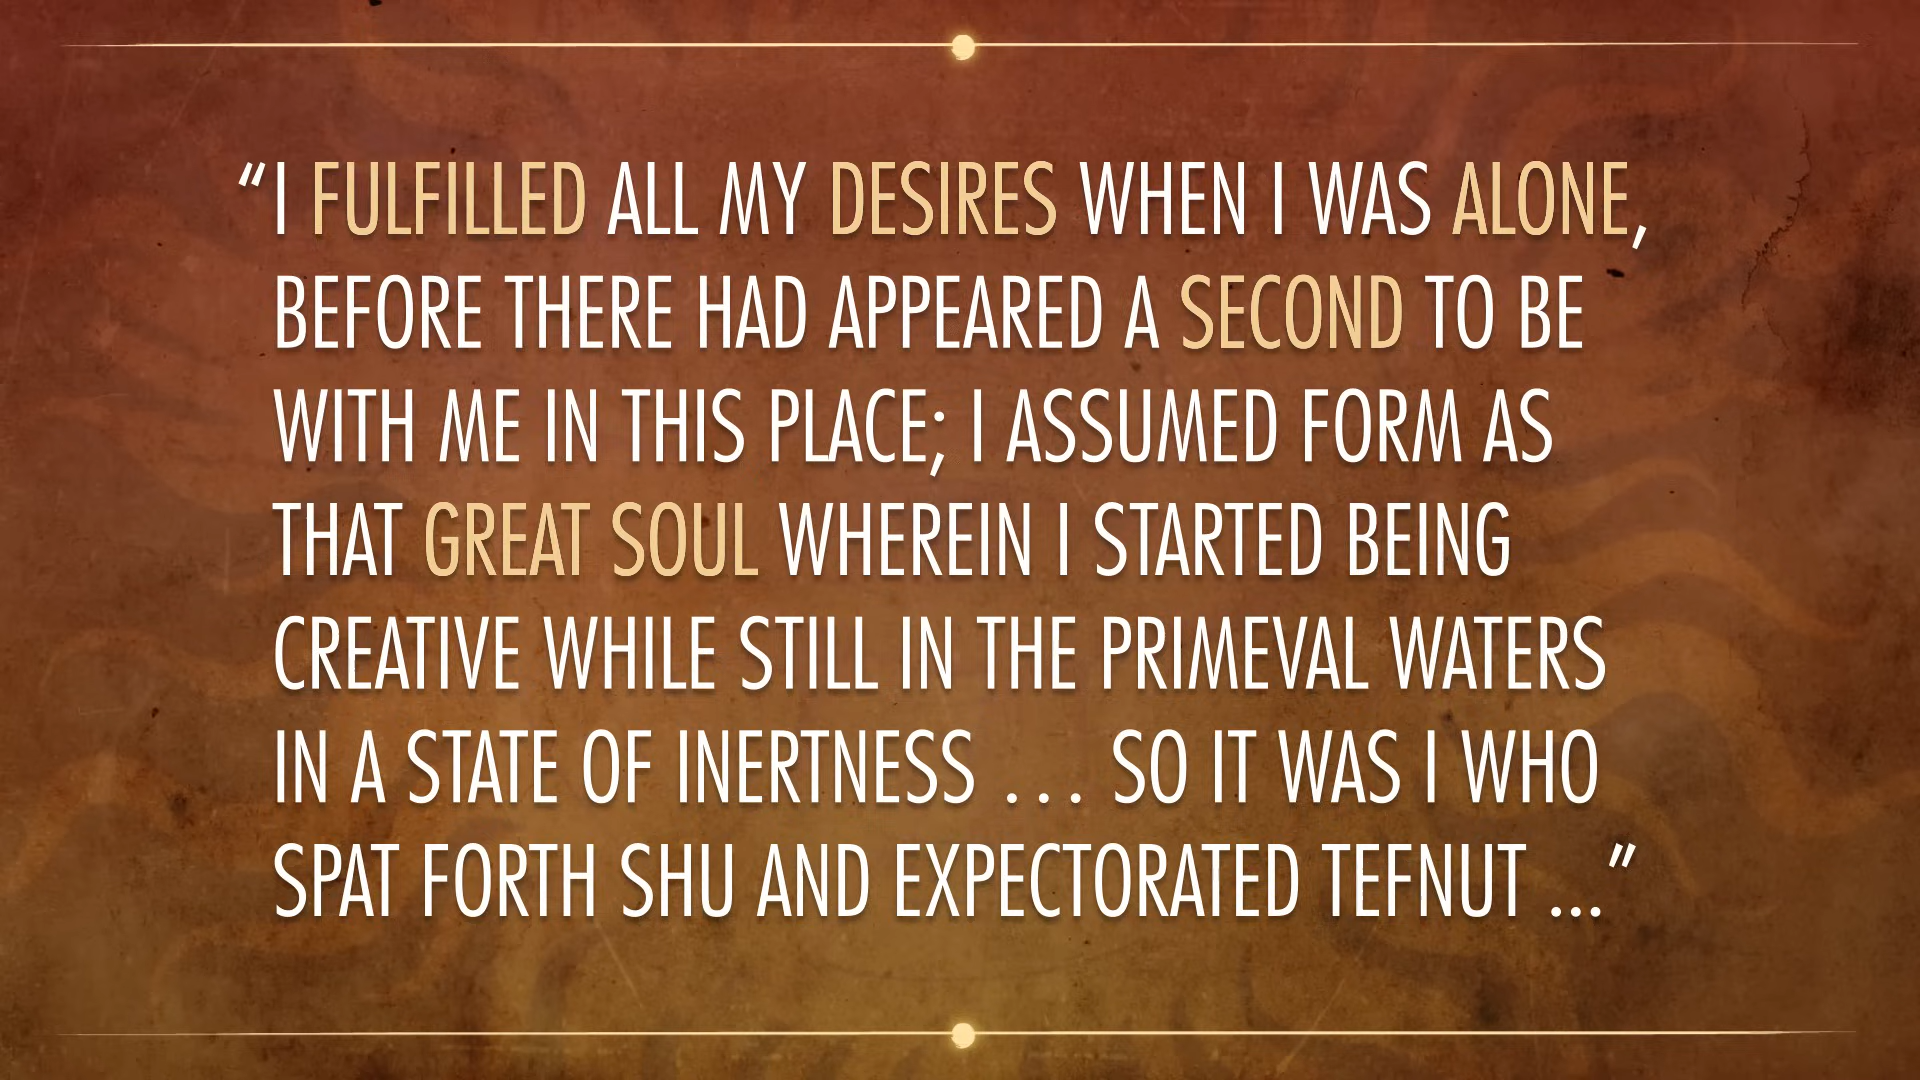 “I FULFILLED ALL MY DESIRES WHEN I WAS ALONE,
BEFORE THERE HAD APPEARED A SECOND TO BE
WITH ME IN THIS PLACE; I ASSUMED FORM AS
THAT GREAT SOUL WHEREIN I STARTED BEING
CREATIVE WHILE STILL IN THE PRIMEVAL WATERS
IN A STATE OF INERTNESS . . . SO IT WAS I WHO
SPAT FORTH SHU AND EXPECTORATED TEFNUT ...”